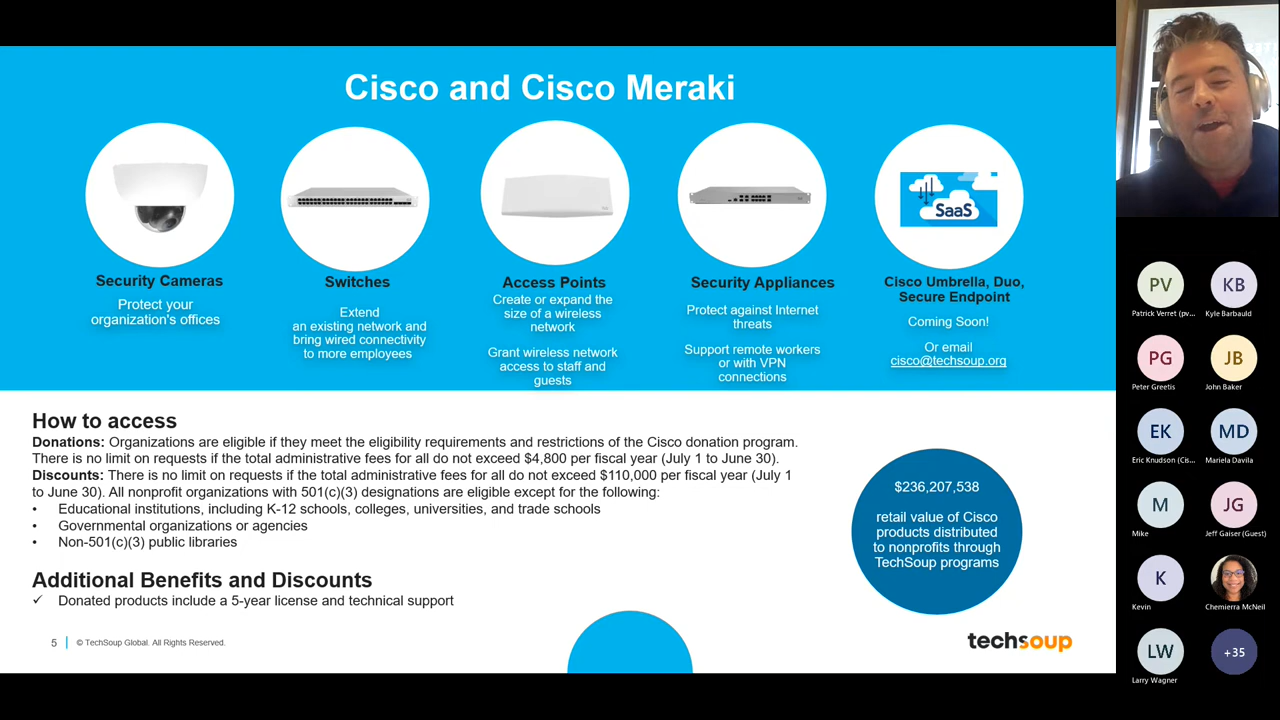 Cisco and Cisco Meraki
SaaS
Security Cameras
Protect your
organization's offices
Switches
Extend
an existing network and
bring wired connectivity
to more employees
Access Points
Create or expand the
size of a wireless
network
Grant wireless network
access to staff and
guests
Security Appliances
Protect against Internet
threats
Support remote workers
or with VPN
connections
Cisco Umbrella, Duo,
Secure Endpoint
Coming Soon!
Or email
cisco@techsoup.org
How to access
Donations: Organizations are eligible if they meet the eligibility requirements and restrictions of the Cisco donation program.
There is no limit on requests if the total administrative fees for all do not exceed $4,800 per fiscal year (July 1 to June 30).
Discounts: There is no limit on requests if the total administrative fees for all do not exceed $110,000 per fiscal year (July 1
to June 30). All nonprofit organizations with 501(c)(3) designations are eligible except for the following:
• Educational institutions, including K-12 schools, colleges, universities, and trade schools
• Governmental organizations or agencies
• Non-501(c)(3) public libraries
Additional Benefits and Discounts
✓ Donated products include a 5-year license and technical support
$236,207,538
retail value of Cisco
products distributed
to nonprofits through
TechSoup programs
5 | © TechSoup Global. All Rights Reserved.
techsoup
PV
Patrick Verret (pv...
KB
Kyle Barbauld
PG
Peter Greetis
JB
John Baker
EK
Eric Knudson (Cis...
MD
Mariela Davila
M
Mike
JG
Jeff Gaiser (Guest)
K
Kevin
Chemierra McNeil
LW
Larry Wagner
+35